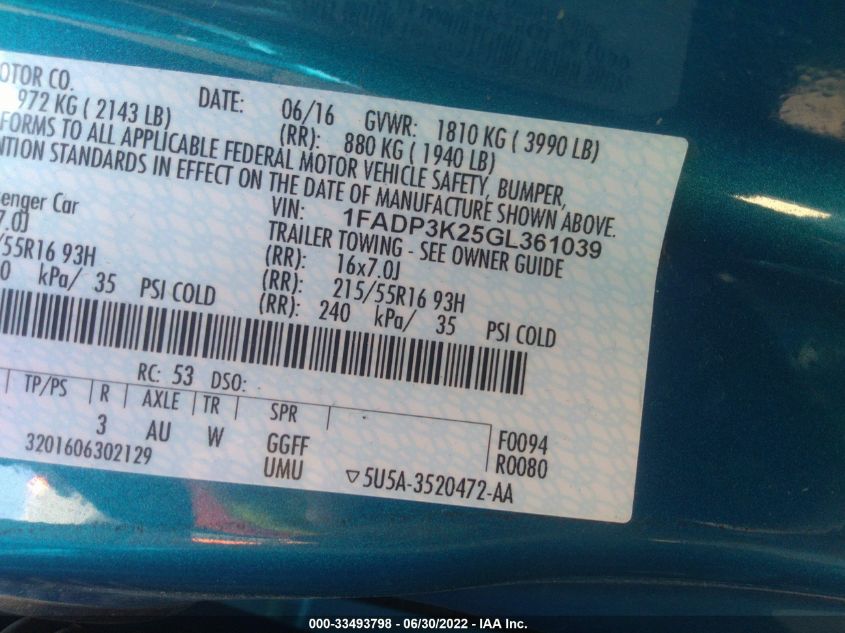 OTOR CO.
DATE: 06/16 GVWR: 1810 KG ( 3990 LB)
972 KG ( 2143 LB) (RR): 880 KG ( 1940 LB)
FORMS TO ALL APPLICABLE FEDERAL MOTOR VEHICLE SAFETY, BUMPER,
NTION STANDARDS IN EFFECT ON THE DATE OF MANUFACTURE SHOWN ABOVE.
VIN: 1FADP3K25GL361039
enger Car TRAILER TOWING - SEE OWNER GUIDE
7.0J (RR): 16x7.0J
/55R16 93H (RR): 215/55R16 93H
0 kPa/ 35 PSI COLD (RR): 240 kPa/ 35 PSI COLD
RC: 53 DSO:
TP/PS R AXLE TR SPR
3 AU W GGFF F0094
3201606302129 UMU R0080
5U5A-3520472-AA
000-33493798 - 06/30/2022 - IAA Inc.